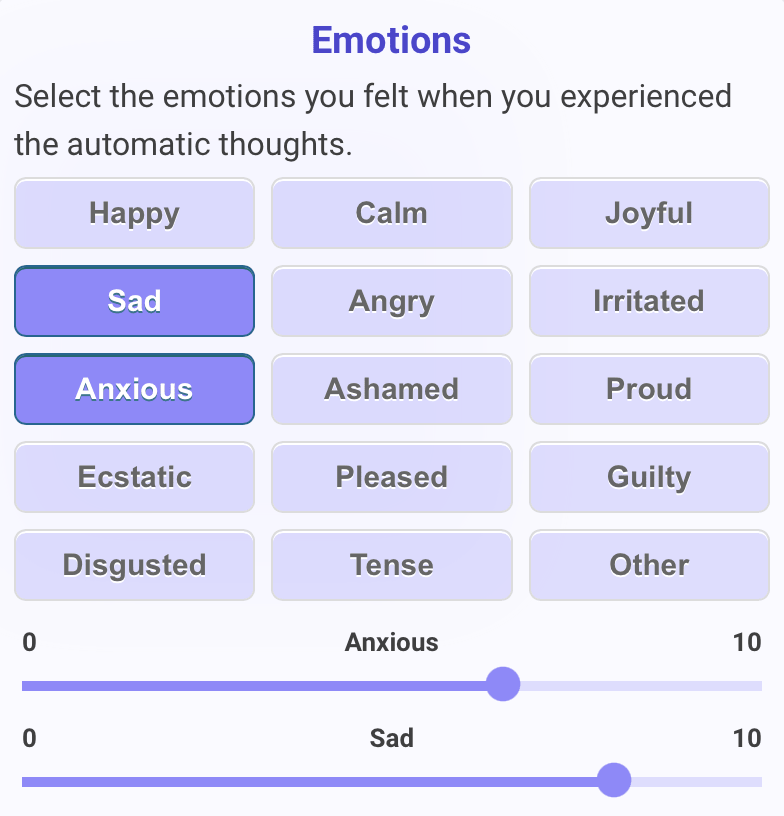 Emotions
Select the emotions you felt when you experienced
the automatic thoughts.
Happy Calm Joyful
Sad Angry Irritated
Anxious Ashamed Proud
Ecstatic Pleased Guilty
Disgusted Tense Other
0 Anxious 10
0 Sad 10